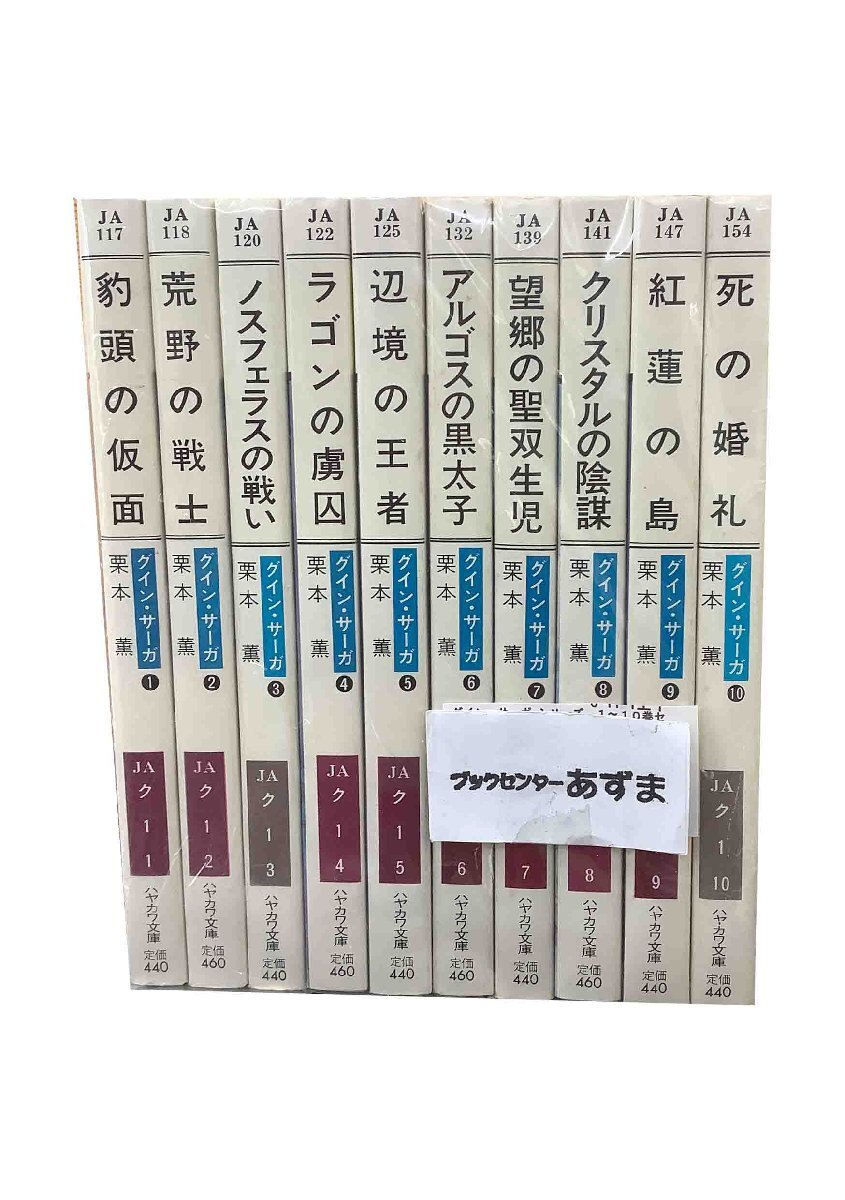 JA
117
豹頭の仮面
グイン・サーガ
栗本薫
1
JA
ク
1
1
ハヤカワ文庫
定価
440
JA
118
荒野の戦士
グイン・サーガ
栗本薫
2
JA
ク
1
2
ハヤカワ文庫
定価
460
JA
120
ノスフェラスの戦い
グイン・サーガ
栗本薫
3
JA
ク
1
3
ハヤカワ文庫
定価
440
JA
122
ラゴンの虜囚
グイン・サーガ
栗本薫
4
JA
ク
1
4
ハヤカワ文庫
定価
460
JA
125
辺境の王者
グイン・サーガ
栗本薫
5
JA
ク
1
5
ハヤカワ文庫
定価
440
JA
132
アルゴスの黒太子
グイン・サーガ
栗本薫
6
6
ハヤカワ文庫
定価
460
JA
139
望郷の聖双生児
グイン・サーガ
栗本薫
7
7
ハヤカワ文庫
定価
440
JA
141
クリスタルの陰謀
グイン・サーガ
栗本薫
8
8
ハヤカワ文庫
定価
460
JA
147
紅蓮の島
グイン・サーガ
栗本薫
9
9
ハヤカワ文庫
定価
440
JA
154
死の婚礼
グイン・サーガ
栗本薫
10
JA
ク
1
10
ハヤカワ文庫
定価
440
1~10巻セ
ブックセンターあずま